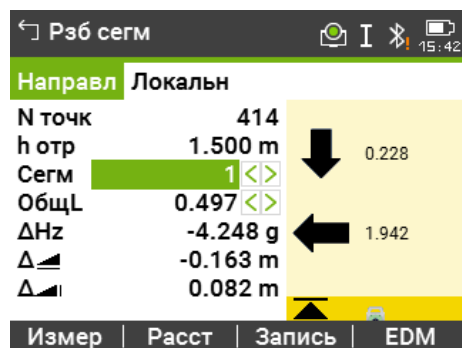 Рзб сегм
15:42
Направл Локальн
N точк 414
h отр 1.500 m
0.228
Сегм 1 <>
ОбщL 0.497 <>
ΔHz -4.248 g
1.942
Δ -0.163 m
Δ 0.082 m
Измер | Расст | Запись | EDM